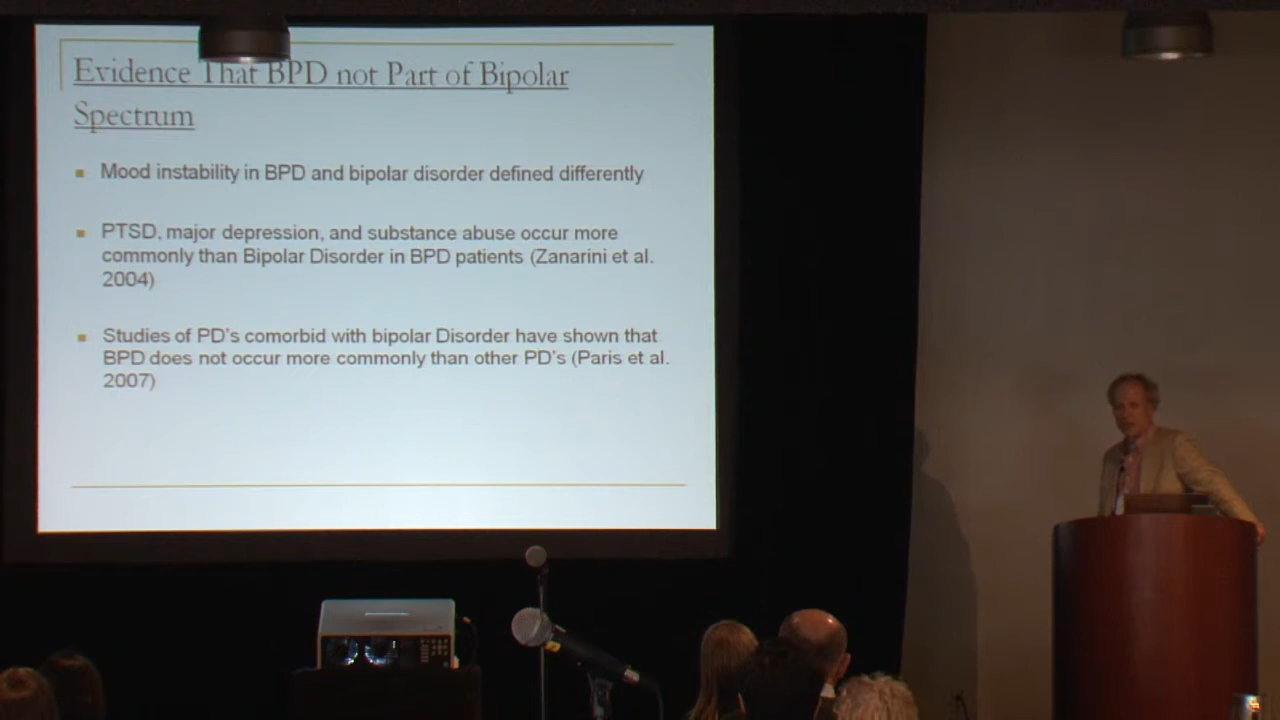 Evidence That BPD not Part of Bipolar
Spectrum
Mood instability in BPD and bipolar disorder defined differently
PTSD, major depression, and substance abuse occur more
commonly than Bipolar Disorder in BPD patients (Zanarini et al.
2004)
Studies of PD's comorbid with bipolar Disorder have shown that
BPD does not occur more commonly than other PD's (Paris et al.
2007)